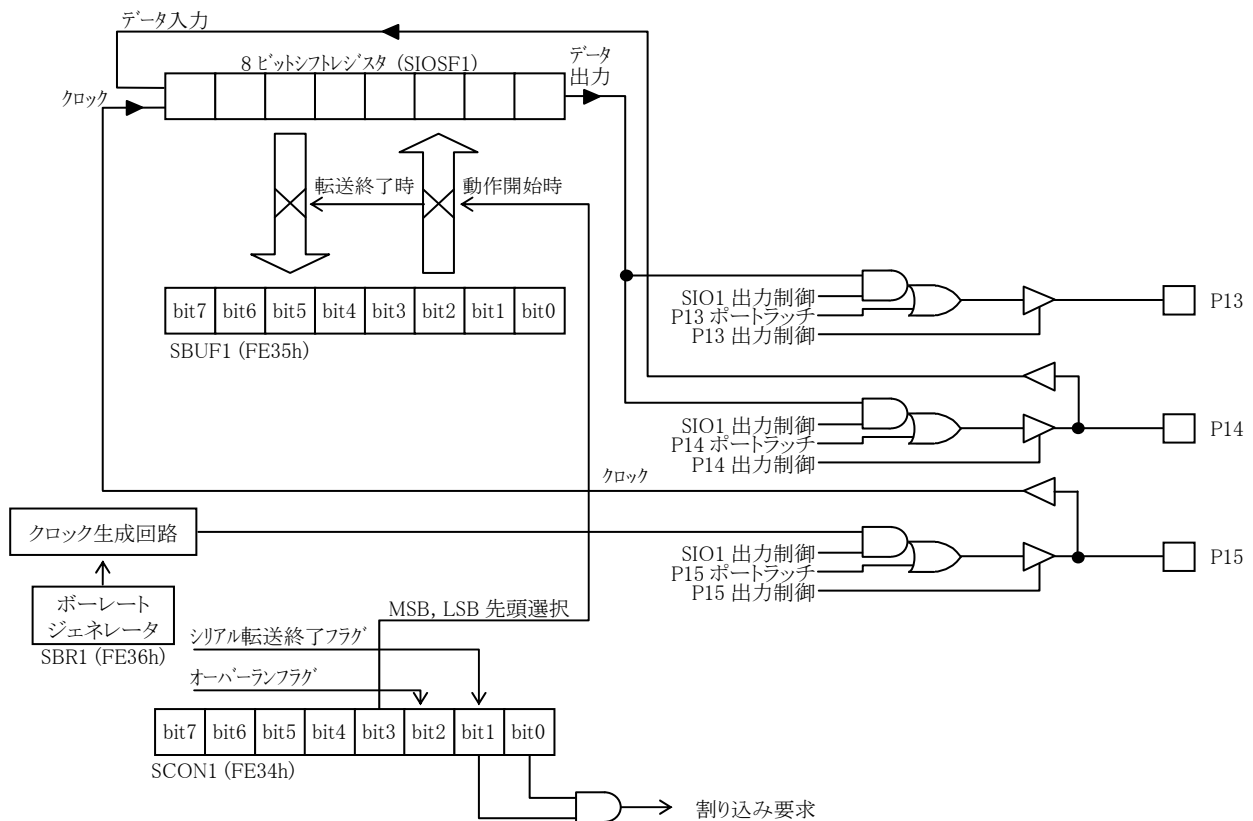 データ入力
8 ビットシフトレジスタ (SIOSF1)
データ
出力
クロック
転送終了時
動作開始時
bit7 bit6 bit5 bit4 bit3 bit2 bit1 bit0
SBUF1 (FE35h)
SIO1 出力制御
P13 ポートラッチ
P13 出力制御
P13
SIO1 出力制御
P14 ポートラッチ
P14 出力制御
P14
クロック
クロック生成回路
SIO1 出力制御
P15 ポートラッチ
P15 出力制御
P15
ボーレート
ジェネレータ
SBR1 (FE36h)
MSB, LSB 先頭選択
シリアル転送終了フラグ
オーバーランフラグ
bit7 bit6 bit5 bit4 bit3 bit2 bit1 bit0
SCON1 (FE34h)
割り込み要求